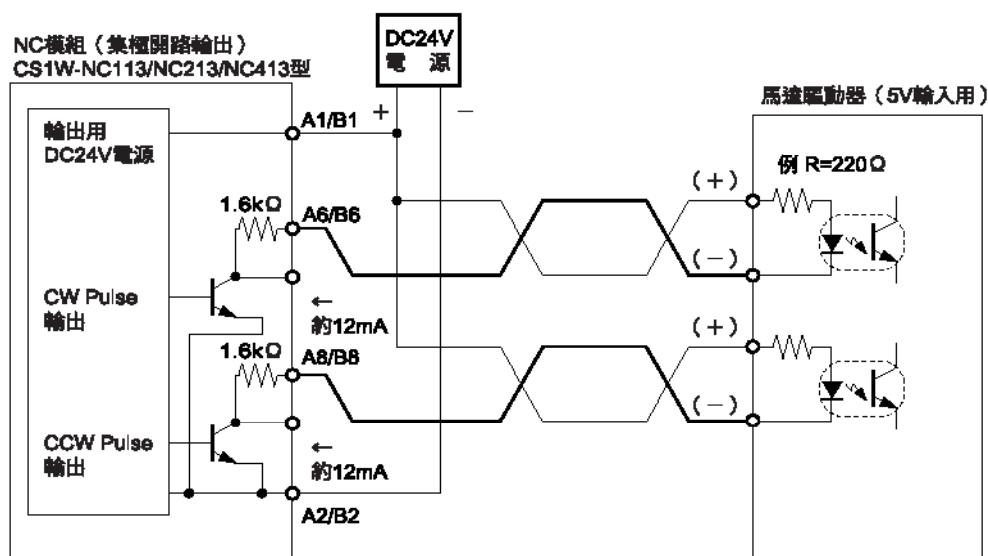 NC模組（集極開路輸出）
CS1W-NC113/NC213/NC413型
DC24V
電 源
馬達驅動器（5V輸入用）
+
−
A1/B1
輸出用
DC24V電源
例 R=220Ω
(+)
1.6kΩ
A6/B6
(−)
CW Pulse
輸出
←
約12mA
(+)
1.6kΩ
A8/B8
(−)
CCW Pulse
輸出
←
約12mA
A2/B2